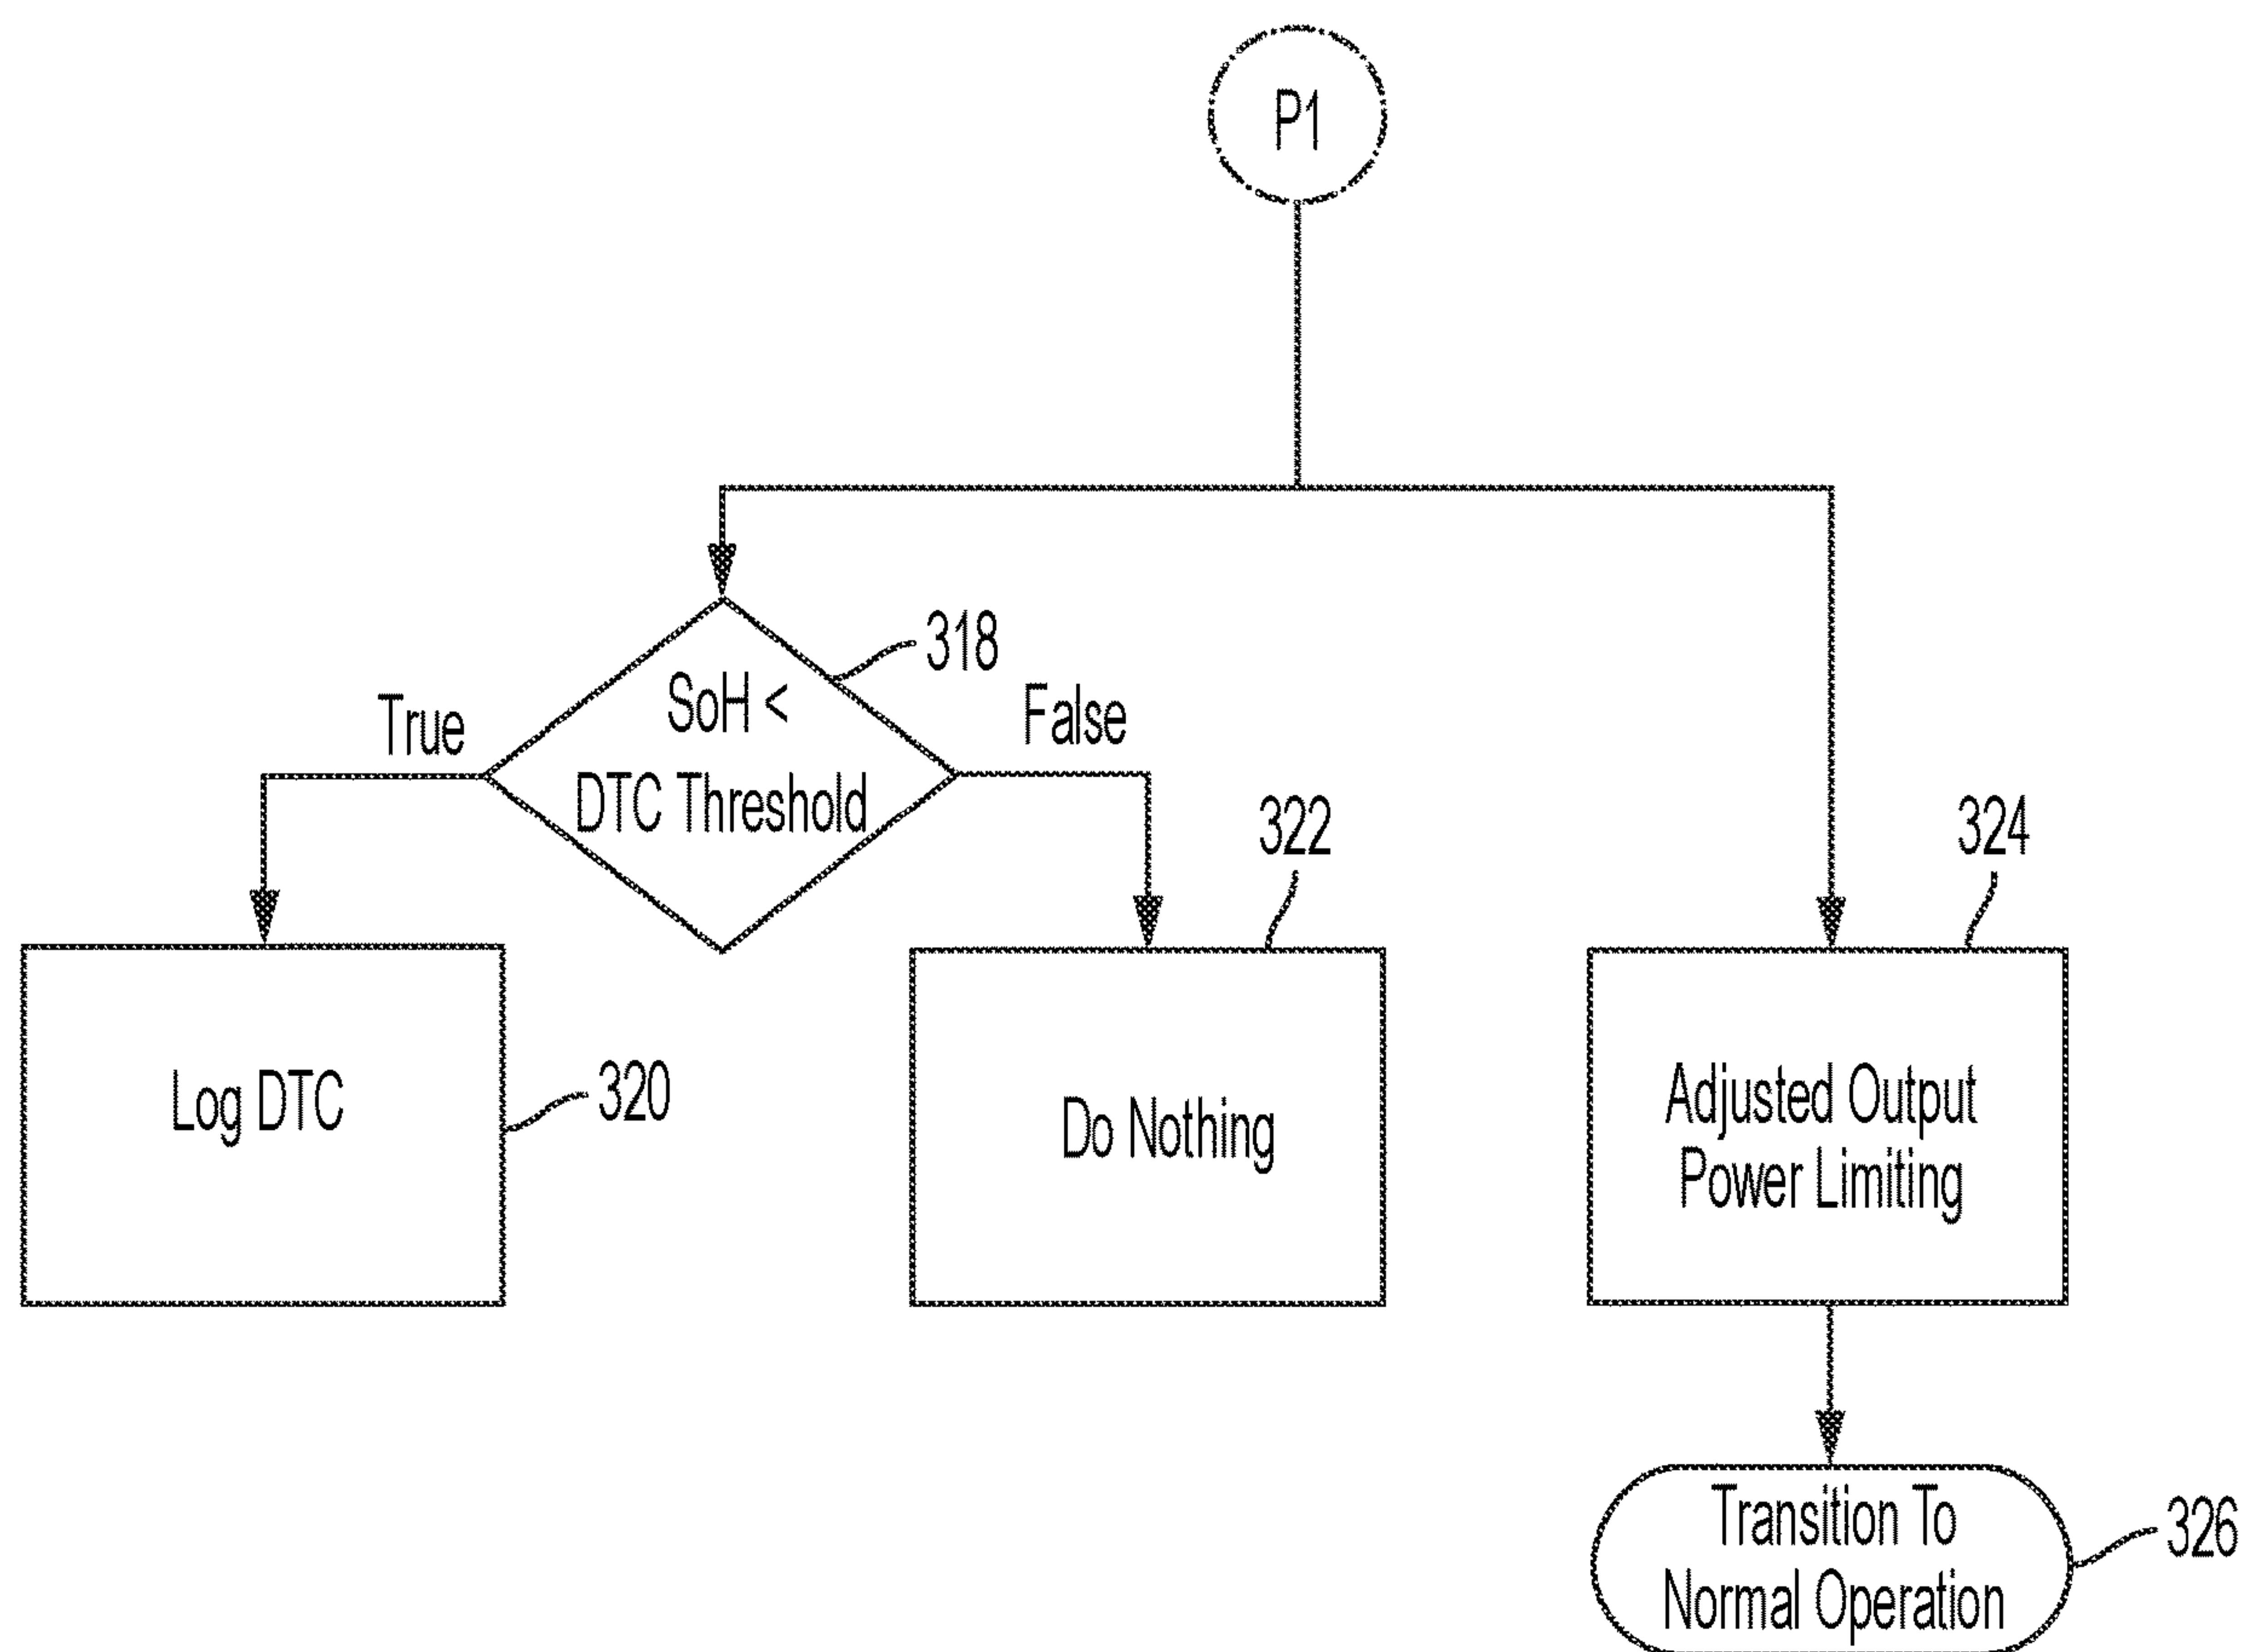 P1
318
SoH <
DTC Threshold
True
False
322
324
Log DTC
320
Do Nothing
Adjusted Output
Power Limiting
Transition To
Normal Operation
326